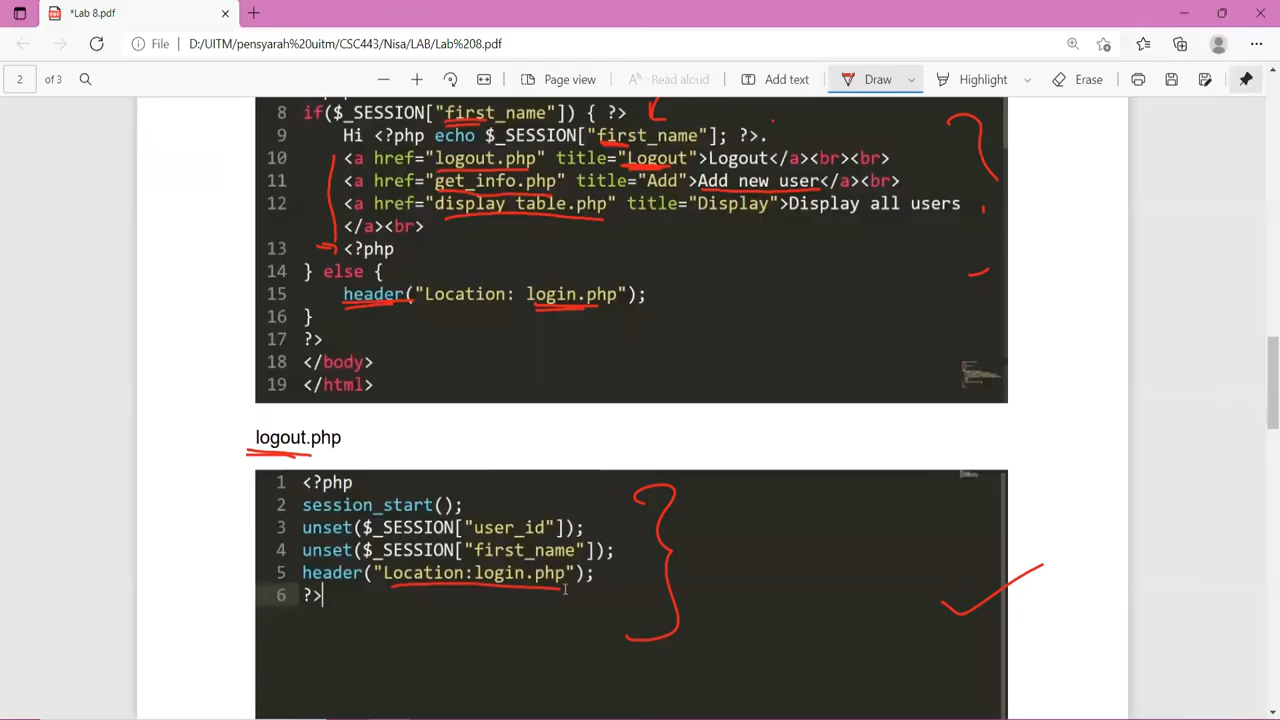 *Lab 8.pdf
File
D:/UITM/pensyarah%20uitm/CSC443/Nisa/LAB/Lab%208.pdf
2 of 3
Page view
Read aloud
Add text
Draw
Highlight
Erase
8 if($_SESSION["first_name"]) { ?>
9 Hi <?php echo $_SESSION["first_name"]; ?>.
10 <a href="logout.php" title="Logout">Logout</a><br><br>
11 <a href="get_info.php" title="Add">Add new user</a><br>
12 <a href="display_table.php" title="Display">Display all users
</a><br>
13 <?php
14 } else {
15 header("Location: login.php");
16 }
17 ?>
18 </body>
19 </html>
logout.php
1 <?php
2 session_start();
3 unset($_SESSION["user_id"]);
4 unset($_SESSION["first_name"]);
5 header("Location:login.php");
6 ?>